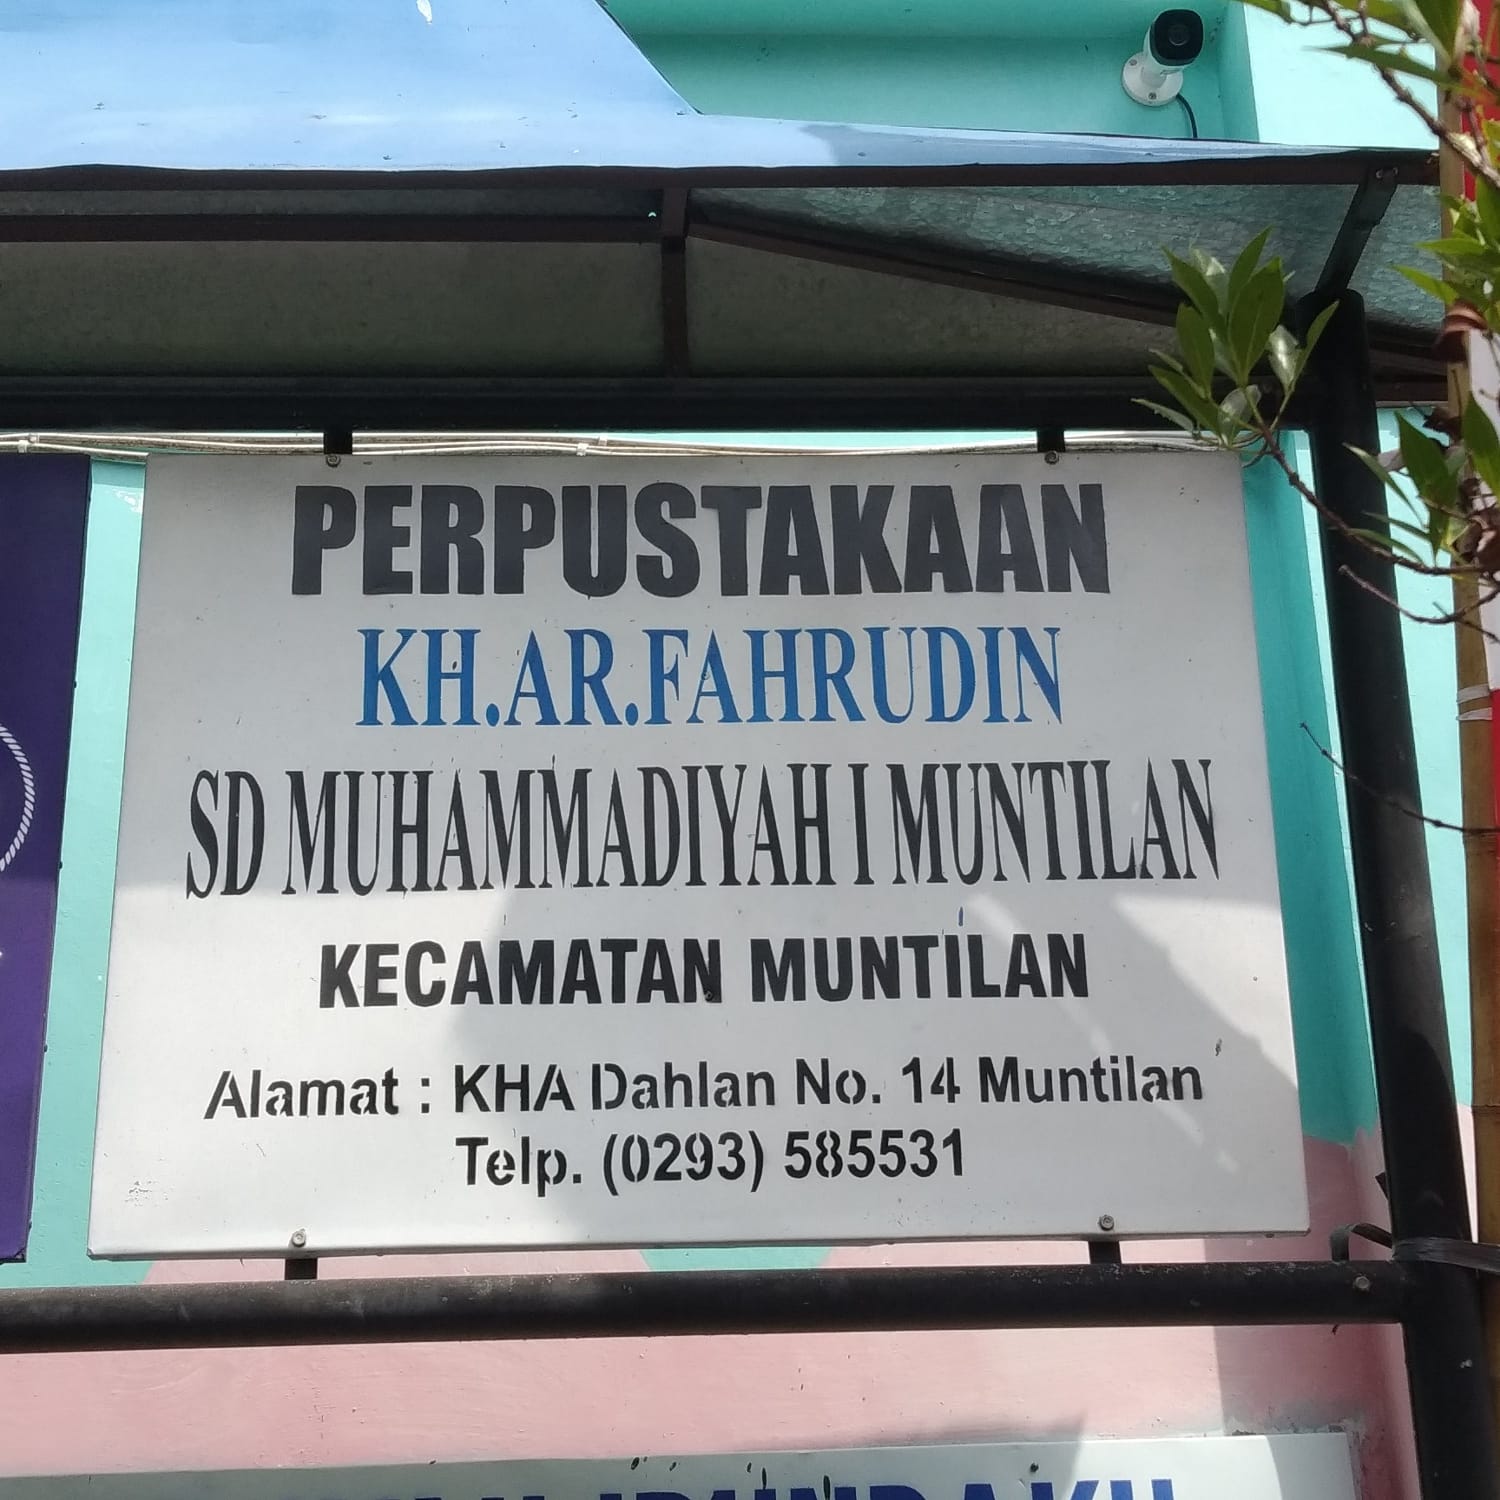 PERPUSTAKAAN
KH.AR.FAHRUDIN
SD MUHAMMADIYAH I MUNTILAN
KECAMATAN MUNTILAN
Alamat : KHA Dahlan No. 14 Muntilan
Telp. (0293) 585531